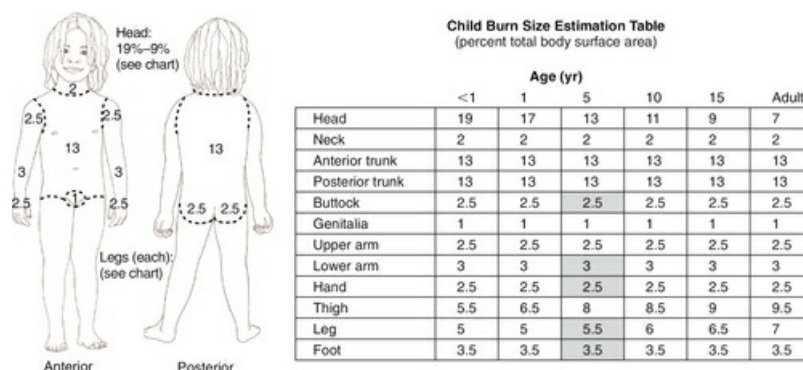 Head:
19%–9%
(see chart)
2
2.5 2.5
13
3 3
2.5 1 2.5
Legs (each):
(see chart)
Anterior
13
2.5 2.5
Posterior
Child Burn Size Estimation Table
(percent total body surface area)
Age (yr)
<1 1 5 10 15 Adult
Head 19 17 13 11 9 7
Neck 2 2 2 2 2 2
Anterior trunk 13 13 13 13 13 13
Posterior trunk 13 13 13 13 13 13
Buttock 2.5 2.5 2.5 2.5 2.5 2.5
Genitalia 1 1 1 1 1 1
Upper arm 2.5 2.5 2.5 2.5 2.5 2.5
Lower arm 3 3 3 3 3 3
Hand 2.5 2.5 2.5 2.5 2.5 2.5
Thigh 5.5 6.5 8 8.5 9 9.5
Leg 5 5 5.5 6 6.5 7
Foot 3.5 3.5 3.5 3.5 3.5 3.5